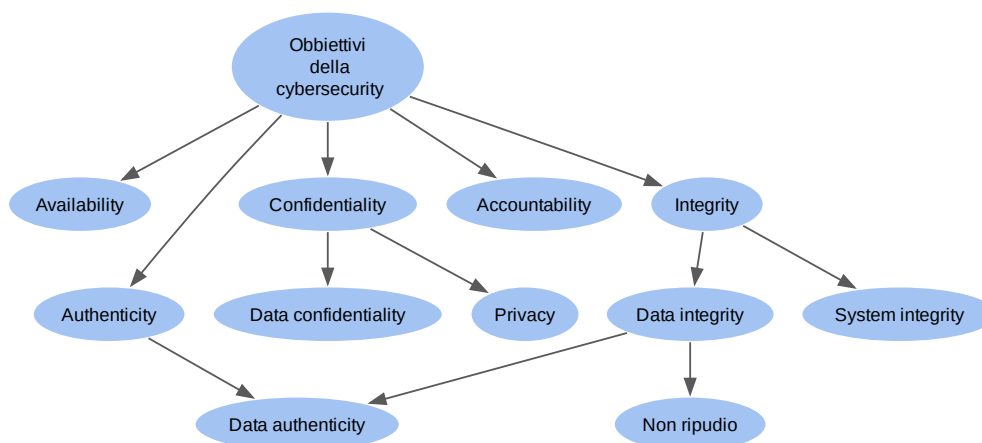 Obbiettivi
della
cybersecurity
Availability
Confidentiality
Accountability
Integrity
Authenticity
Data confidentiality
Privacy
Data integrity
System integrity
Data authenticity
Non ripudio